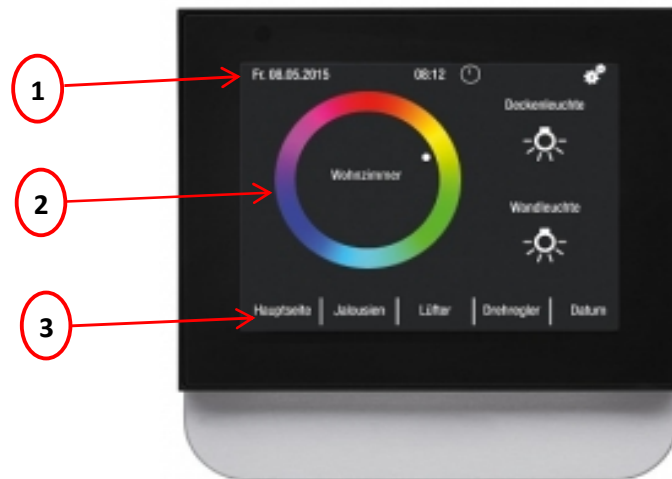 1
Fr. 08.05.2015 08:12
Deckenleuchte
Wohnzimmer
2
Wandleuchte
3
Hauptseite | Jalousien | Lüfter | Drehregler | Datum